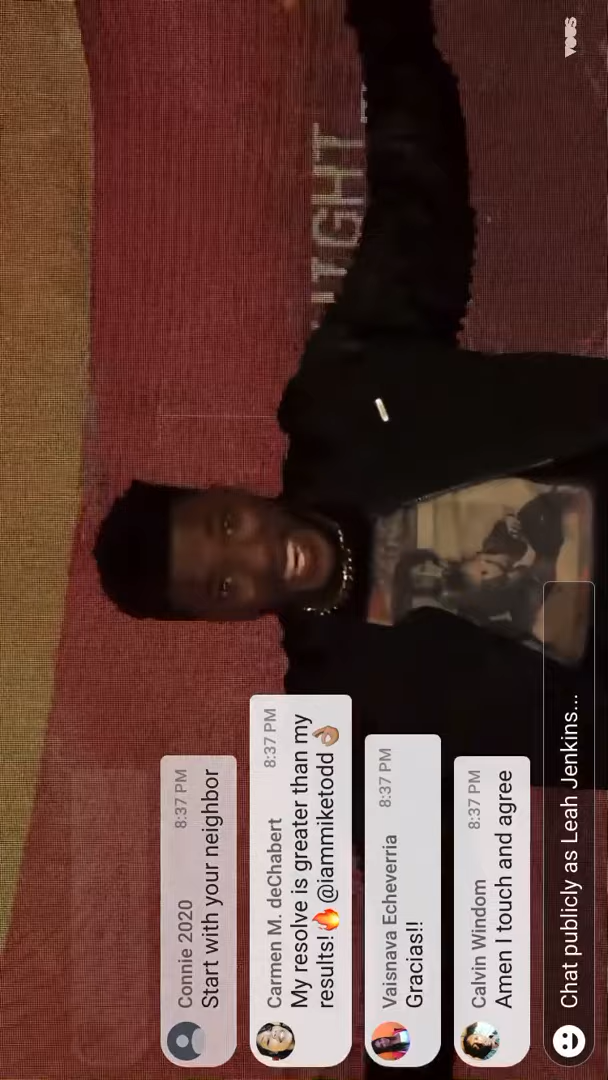 VOUS
Connie 2020 8:37 PM
Start with your neighbor
Carmen M. deChabert 8:37 PM
My resolve is greater than my
results!🔥 @iammiketodd 👌🏽
Vaisnava Echeverria 8:37 PM
Gracias!!
Calvin Windom 8:37 PM
Amen I touch and agree
Chat publicly as Leah Jenkins...